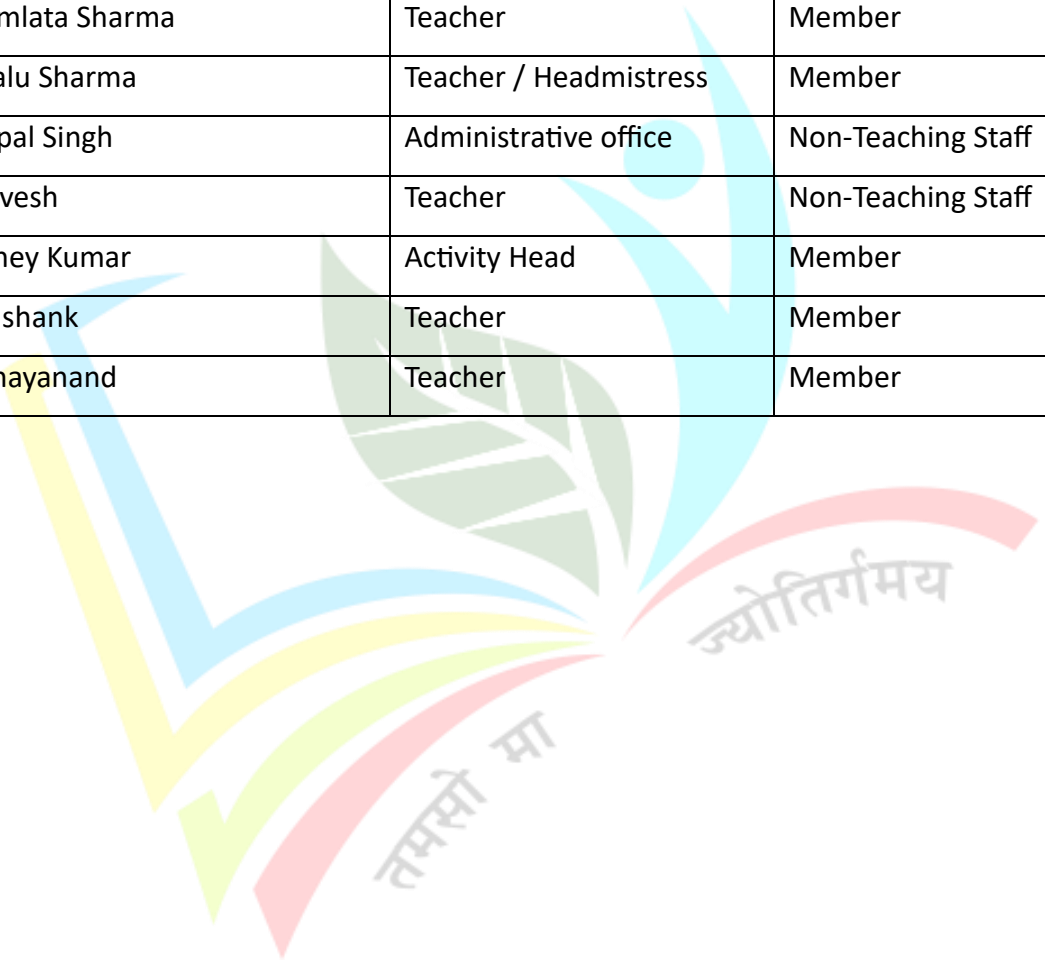 mlata Sharma Teacher Member
alu Sharma Teacher / Headmistress Member
pal Singh Administrative office Non-Teaching Staff
vesh Teacher Non-Teaching Staff
ney Kumar Activity Head Member
shank Teacher Member
nayanand Teacher Member
तमसो मा
ज्योतिर्गमय